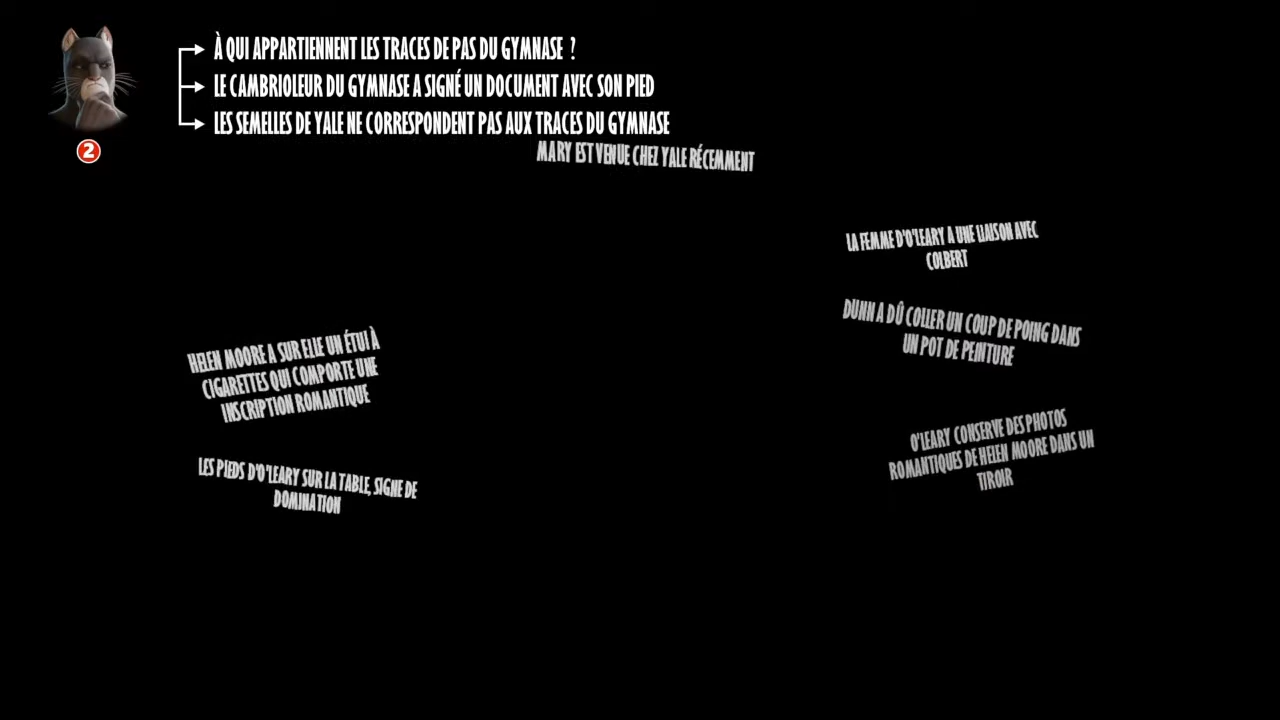 À QUI APPARTIENNENT LES TRACES DE PAS DU GYMNASE ?
LE CAMBRIOLEUR DU GYMNASE A SIGNÉ UN DOCUMENT AVEC SON PIED
LES SEMELLES DE YALE NE CORRESPONDENT PAS AUX TRACES DU GYMNASE
2
MARY EST VENUE CHEZ YALE RÉCEMMENT
LA FEMME D'O'LEARY A UNE LIAISON AVEC
COLBERT
DUNN A DÛ COLLER UN COUP DE POING DANS
UN POT DE PEINTURE
HELEN MOORE A SUR ELLE UN ÉTUI À
CIGARETTES QUI COMPORTE UNE
INSCRIPTION ROMANTIQUE
O'LEARY CONSERVE DES PHOTOS
ROMANTIQUES DE HELEN MOORE DANS UN
TIROIR
LES PIEDS D'O'LEARY SUR LA TABLE, SIGNE DE
DOMINATION